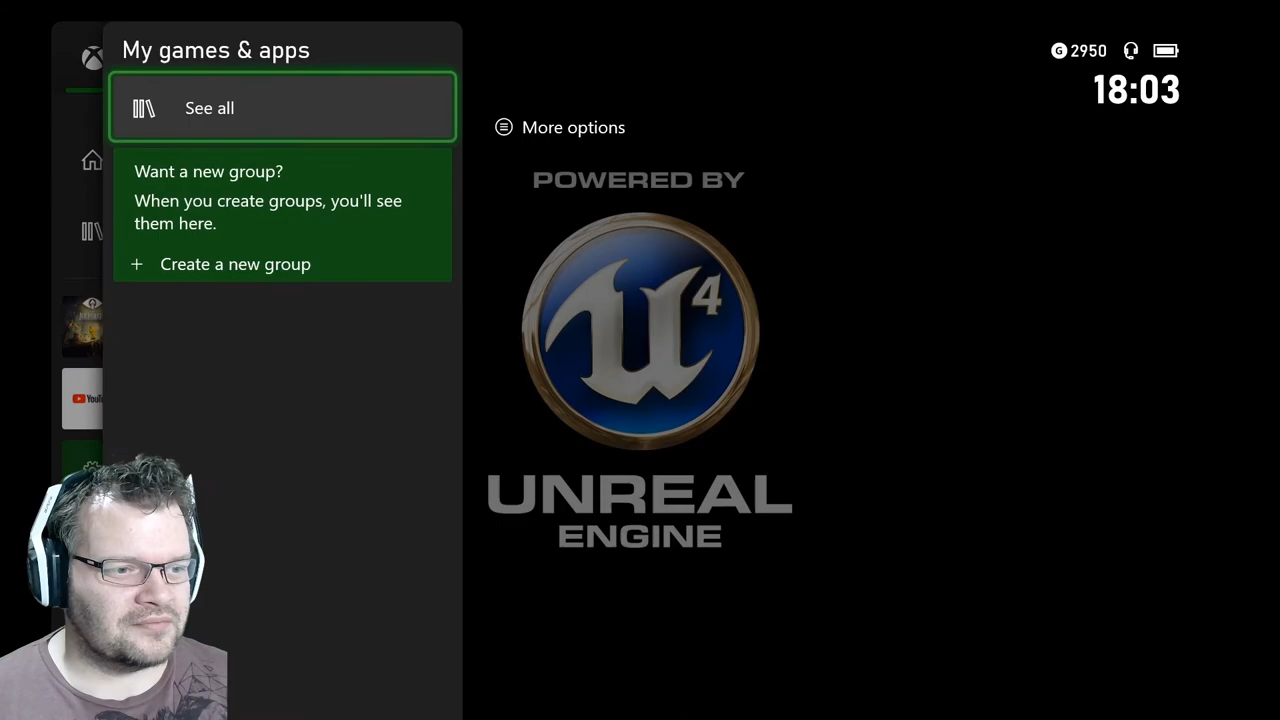 My games & apps
See all
Want a new group?
When you create groups, you'll see
them here.
+ Create a new group
G 2950
18:03
More options
POWERED BY
U4
UNREAL
ENGINE